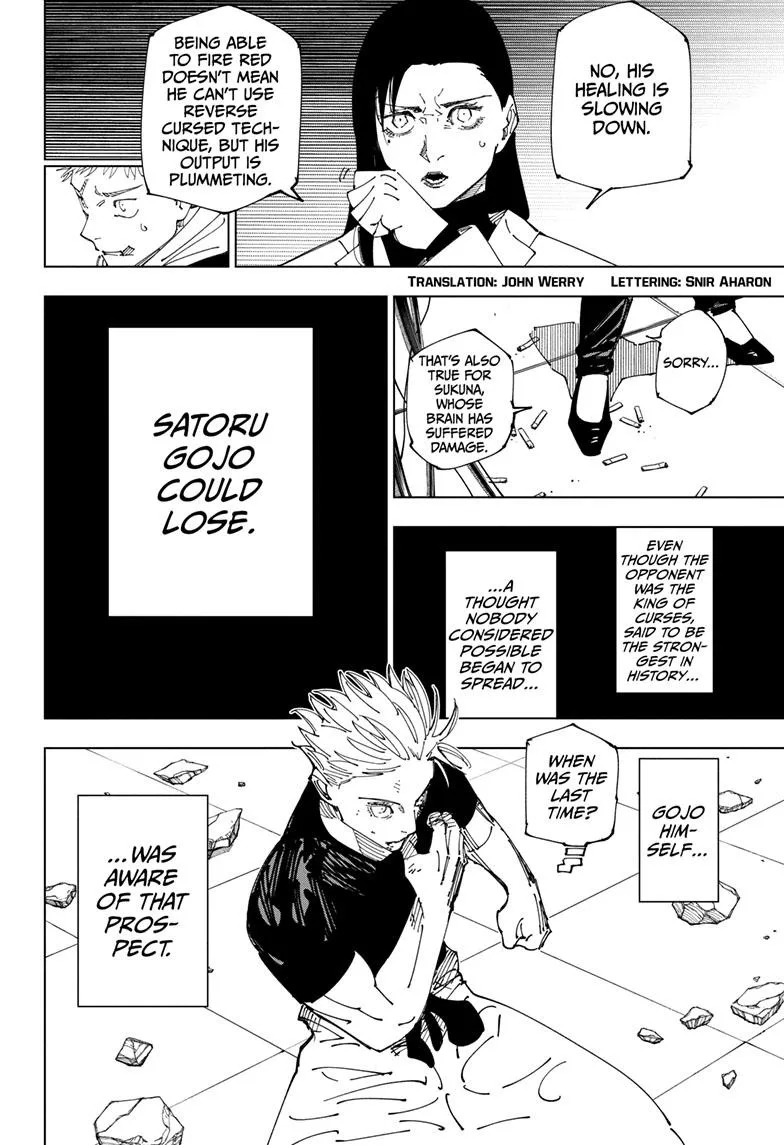 NO, HIS
HEALING IS
SLOWING
DOWN.
BEING ABLE
TO FIRE RED
DOESN'T MEAN
HE CAN'T USE
REVERSE
CURSED TECH-
NIQUE, BUT HIS
OUTPUT IS
PLUMMETING.
TRANSLATION: JOHN WERRY LETTERING: SNIR AHARON
SORRY...
THAT'S ALSO
TRUE FOR
SUKUNA,
WHOSE
BRAIN HAS
SUFFERED
DAMAGE.
SATORU
GOJO
COULD
LOSE.
EVEN
THOUGH THE
OPPONENT
WAS THE
KING OF
CURSES,
SAID TO BE
THE STRON-
GEST IN
HISTORY...
...A
THOUGHT
NOBODY
CONSIDERED
POSSIBLE
BEGAN TO
SPREAD...
GOJO
HIM-
SELF...
WHEN
WAS THE
LAST
TIME?
...WAS
AWARE
OF THAT
PROS-
PECT.